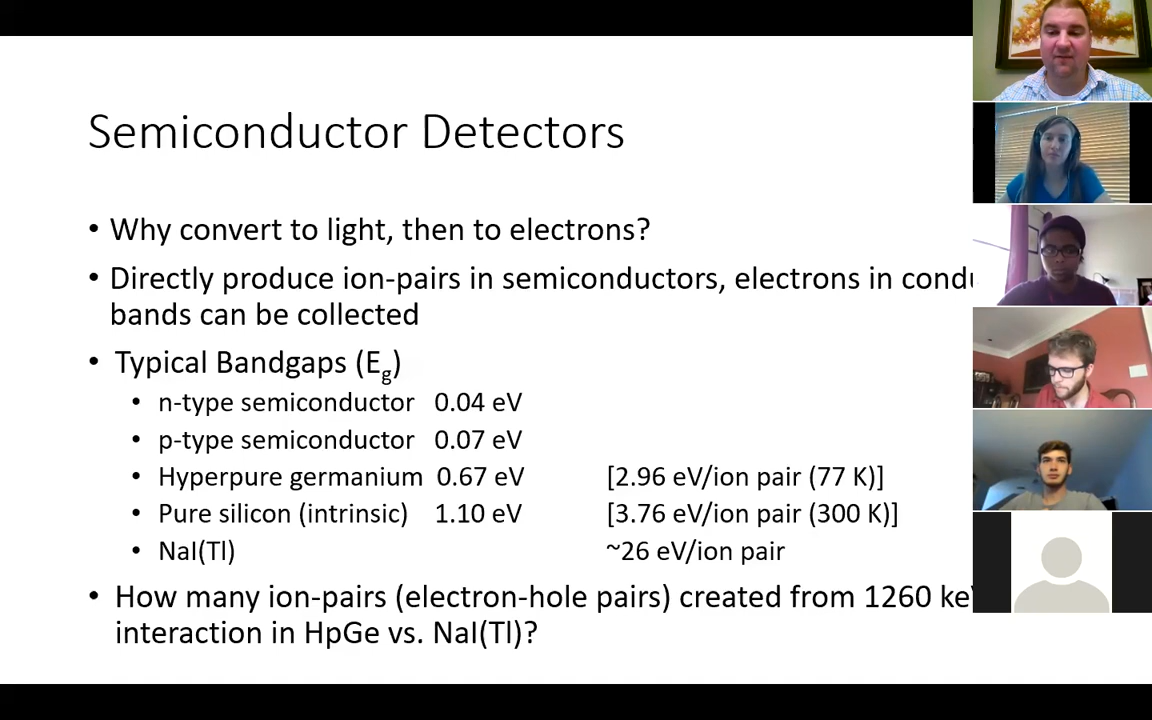 Semiconductor Detectors
• Why convert to light, then to electrons?
• Directly produce ion-pairs in semiconductors, electrons in
bands can be collected
• Typical Bandgaps (Eg)
• n-type semiconductor 0.04 eV
• p-type semiconductor 0.07 eV
• Hyperpure germanium 0.67 eV [2.96 eV/ion pair (77 K)]
• Pure silicon (intrinsic) 1.10 eV [3.76 eV/ion pair (300 K)]
• NaI(Tl) ~26 eV/ion pair
• How many ion-pairs (electron-hole pairs) created from 1260
interaction in HpGe vs. NaI(Tl)?